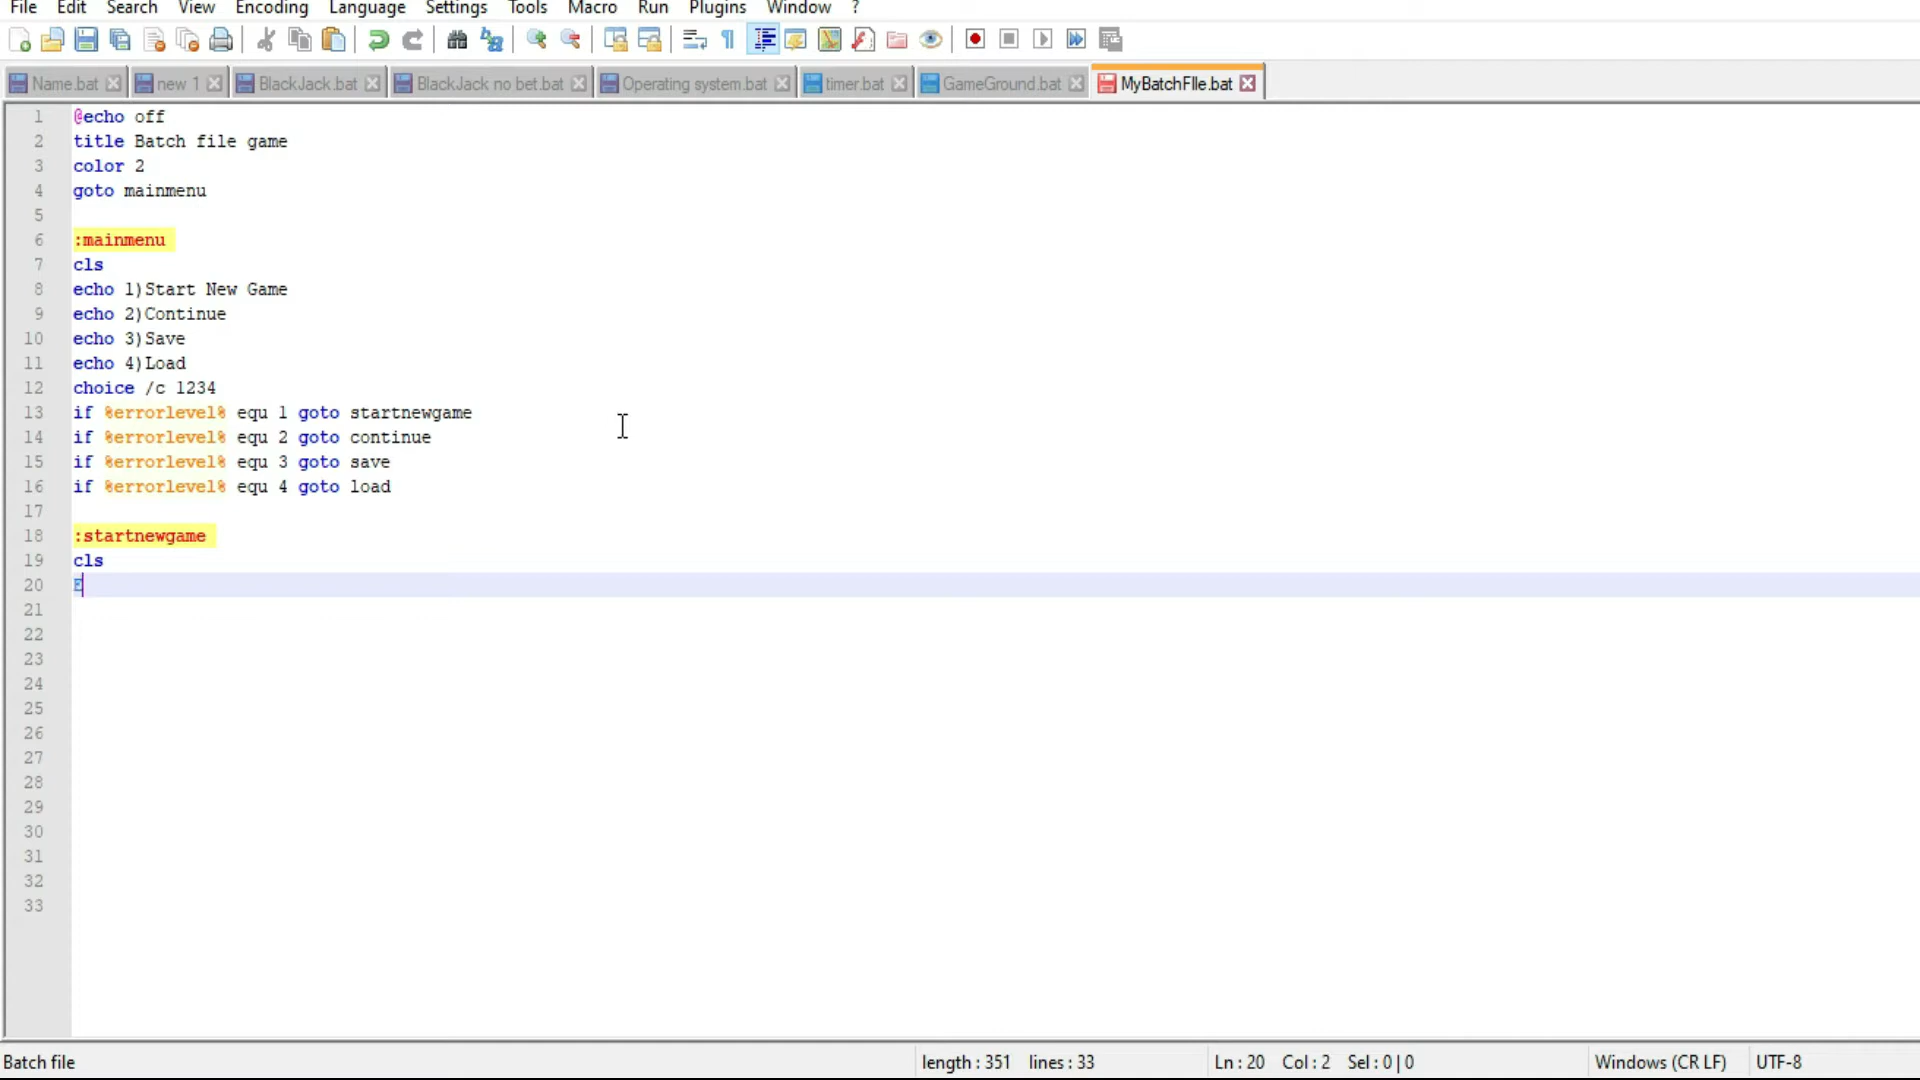 File Edit Search View Encoding Language Settings Tools Macro Run Plugins Window ?
Name.bat new 1 BlackJack.bat BlackJack no bet.bat Operating system.bat timer.bat GameGround.bat MyBatchFIle.bat
1 @echo off
2 title Batch file game
3 color 2
4 goto mainmenu
5
6 :mainmenu
7 cls
8 echo 1)Start New Game
9 echo 2)Continue
10 echo 3)Save
11 echo 4)Load
12 choice /c 1234
13 if %errorlevel% equ 1 goto startnewgame
14 if %errorlevel% equ 2 goto continue
15 if %errorlevel% equ 3 goto save
16 if %errorlevel% equ 4 goto load
17
18 :startnewgame
19 cls
20 E
21
22
23
24
25
26
27
28
29
30
31
32
33
Batch file length : 351 lines : 33 Ln : 20 Col : 2 Sel : 0 | 0 Windows (CR LF) UTF-8